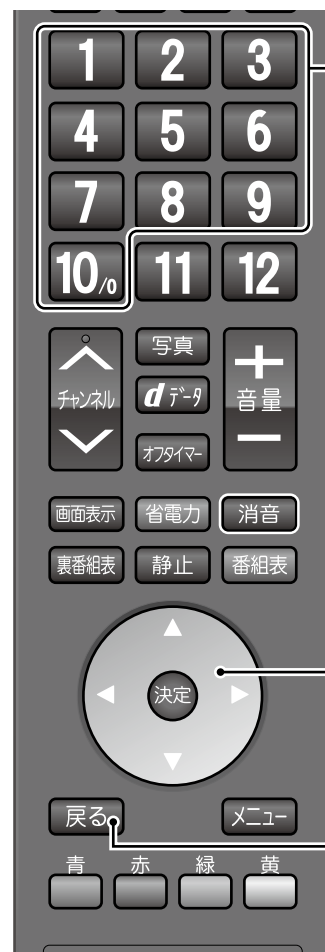 1 2 3
4 5 6
7 8 9
10/0 11 12
写真
チャンネル dデータ 音量
オフタイマー
画面表示 省電力 消音
裏番組表 静止 番組表
決定
戻る メニュー
青 赤 緑 黄